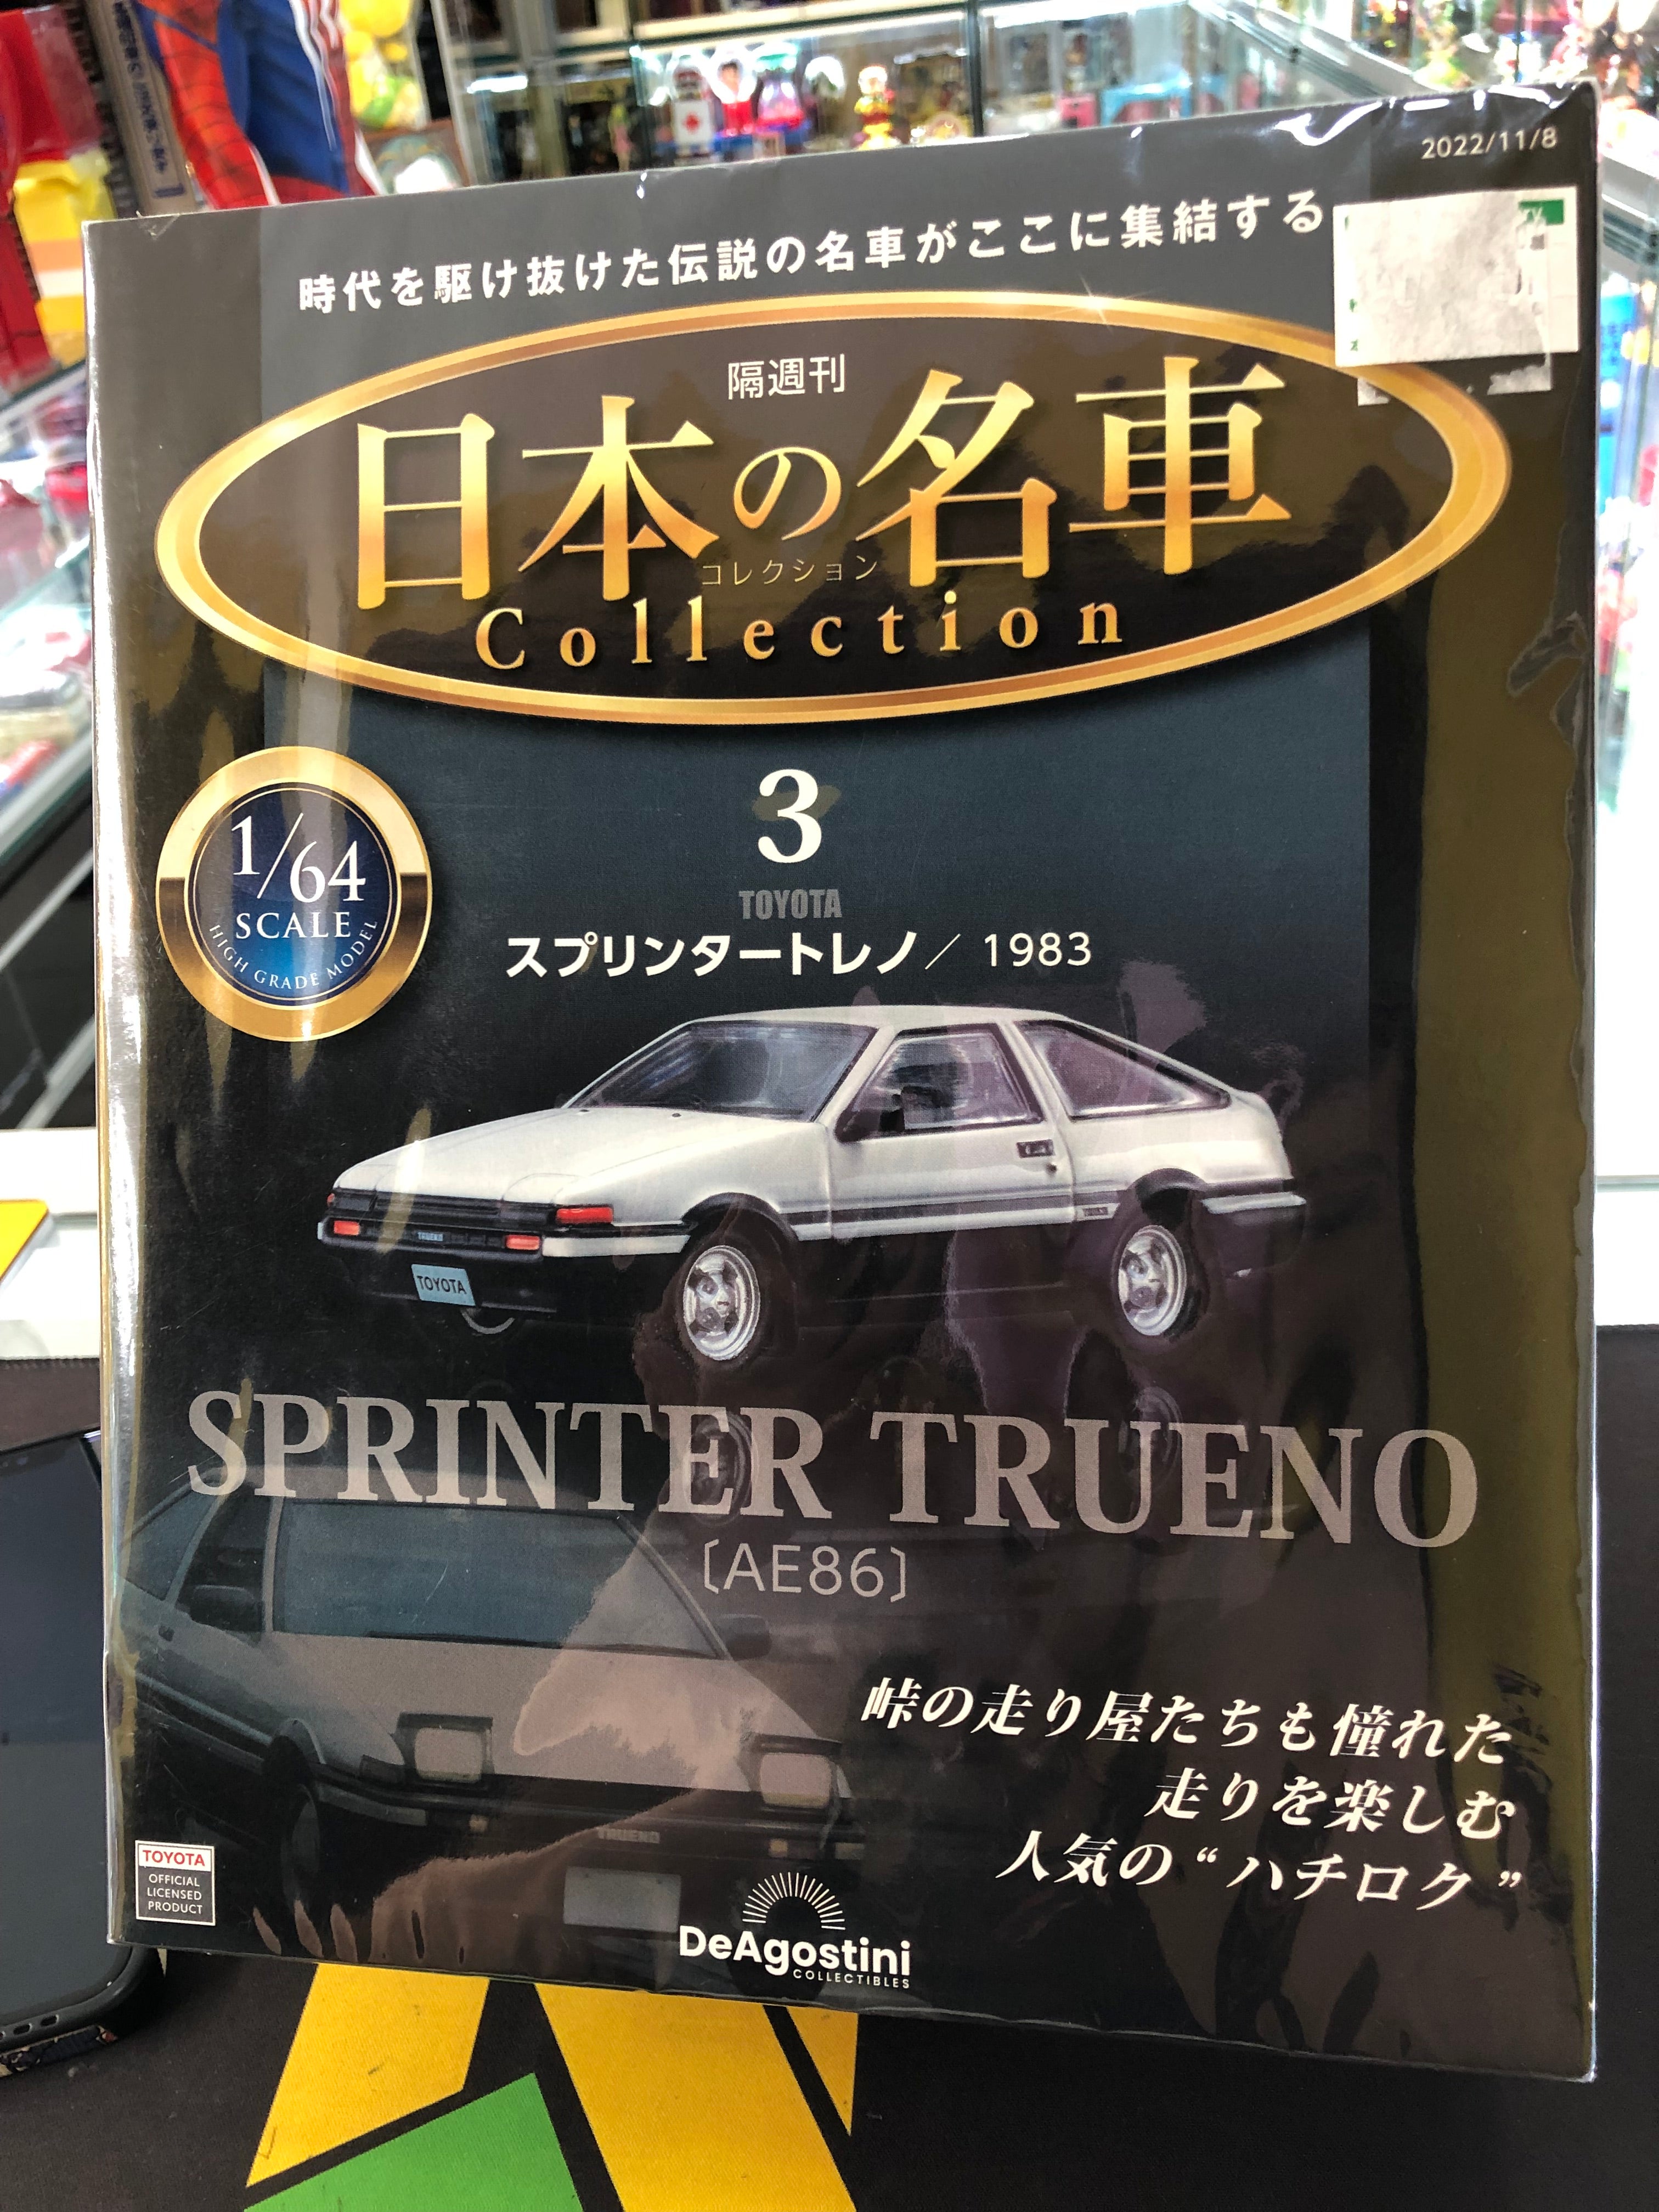 2022/11/8
時代を駆け抜けた伝説の名車がここに集結する
隔週刊
日本の名車
コレクション
Collection
3
1/64
SCALE
HIGH GRADE MODEL
TOYOTA
スプリンタートレノ／1983
TRUENO
TOYOTA
SPRINTER TRUENO
〔AE86〕
峠の走り屋たちも憧れた
走りを楽しむ
人気の“ハチロク”
TRUENO
TOYOTA
OFFICIAL
LICENSED
PRODUCT
DeAgostini
COLLECTIBLES